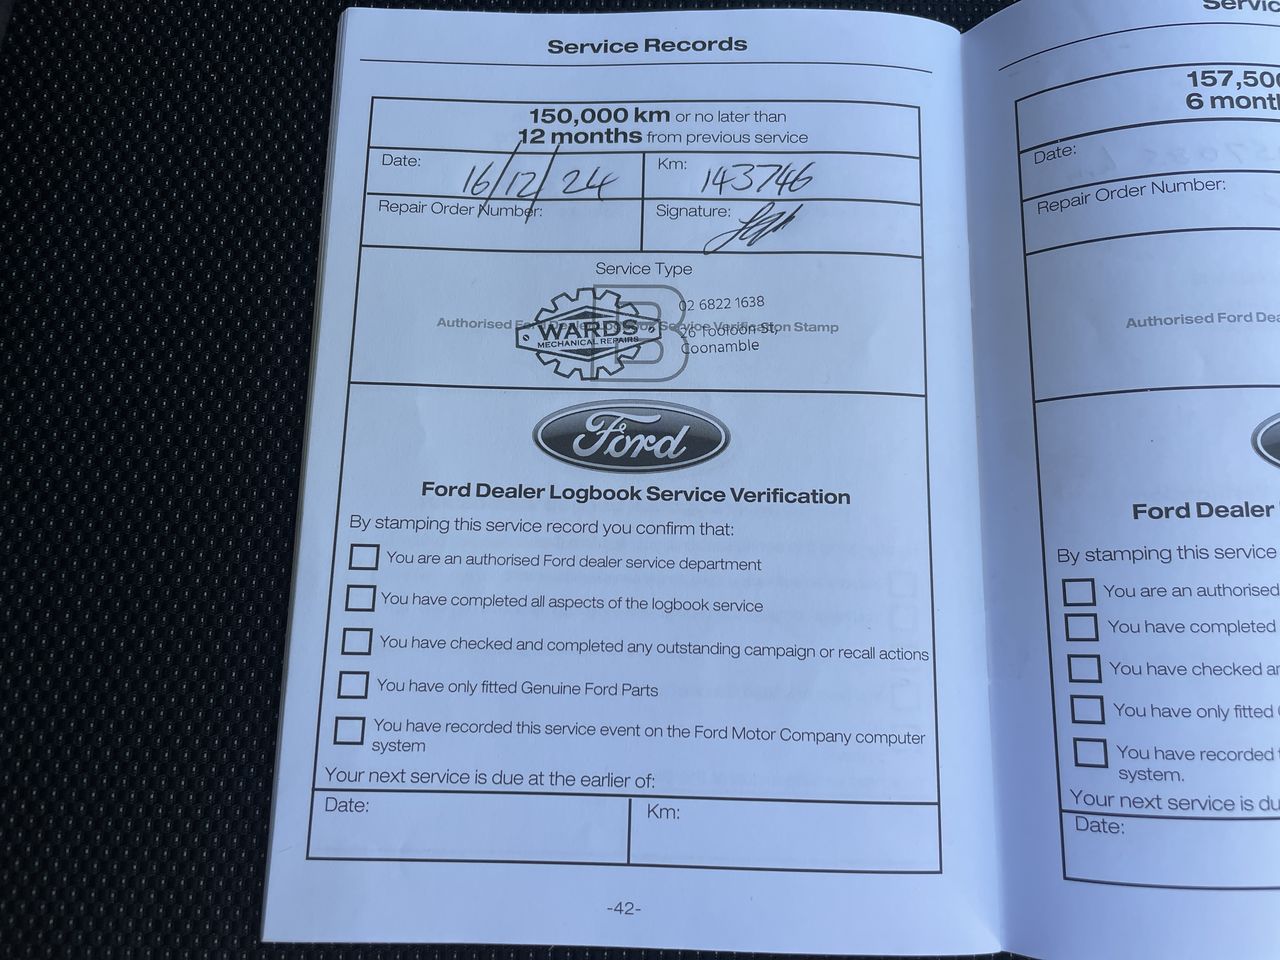 Service Records
150,000 km or no later than
12 months from previous service
Date: 16/12/24
Km: 143746
Repair Order Number:
Signature:
Service Type
B
Authorised Ford Dealer Logbook Service Verification Stamp
WARDS
MECHANICAL REPAIRS
02 6822 1638
26 Tooloon St,
Coonamble
Ford
Ford Dealer Logbook Service Verification
By stamping this service record you confirm that:
You are an authorised Ford dealer service department
You have completed all aspects of the logbook service
You have checked and completed any outstanding campaign or recall actions
You have only fitted Genuine Ford Parts
You have recorded this service event on the Ford Motor Company computer
system
Your next service is due at the earlier of:
Date:
Km:
-42-
Servic
157,50
6 mont
Date:
Repair Order Number:
Authorised Ford Dea
Ford Dealer
By stamping this service
You are an authorised
You have completed
You have checked a
You have only fitted
You have recorded
system.
Your next service is du
Date: